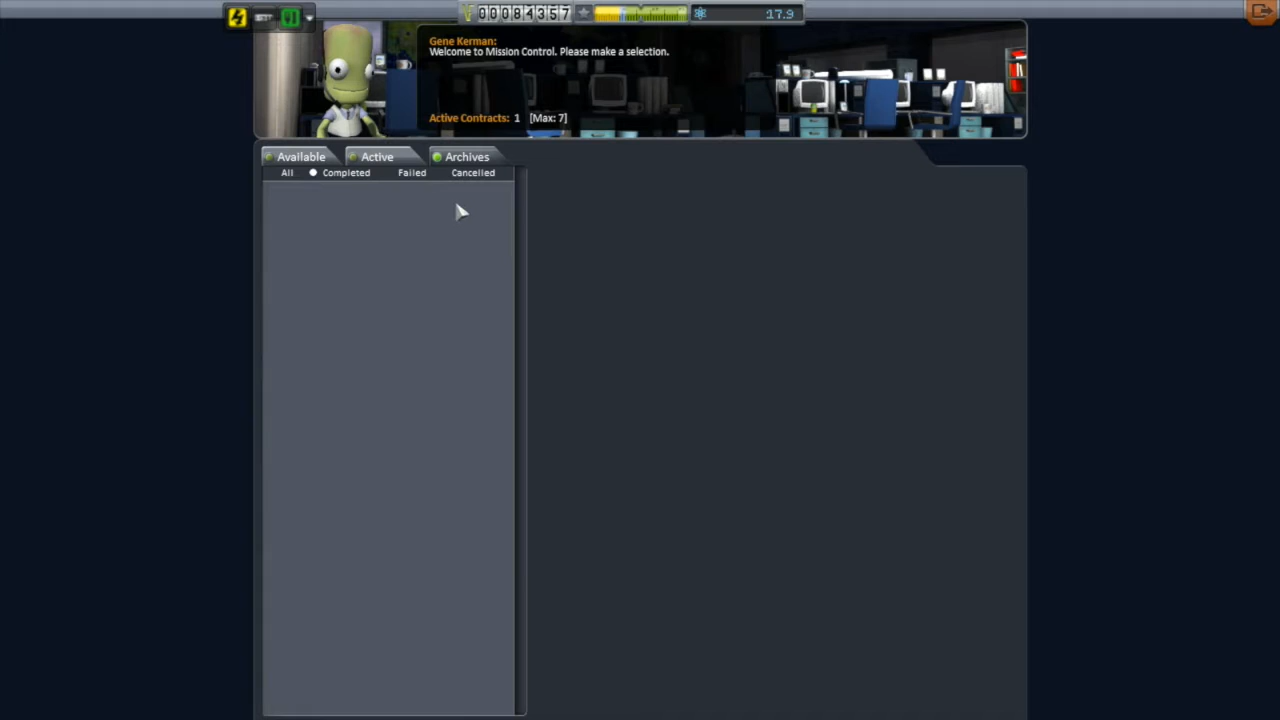 00084357
17.9
Gene Kerman:
Welcome to Mission Control. Please make a selection.
Active Contracts: 1 [Max: 7]
Available Active Archives
All Completed Failed Cancelled